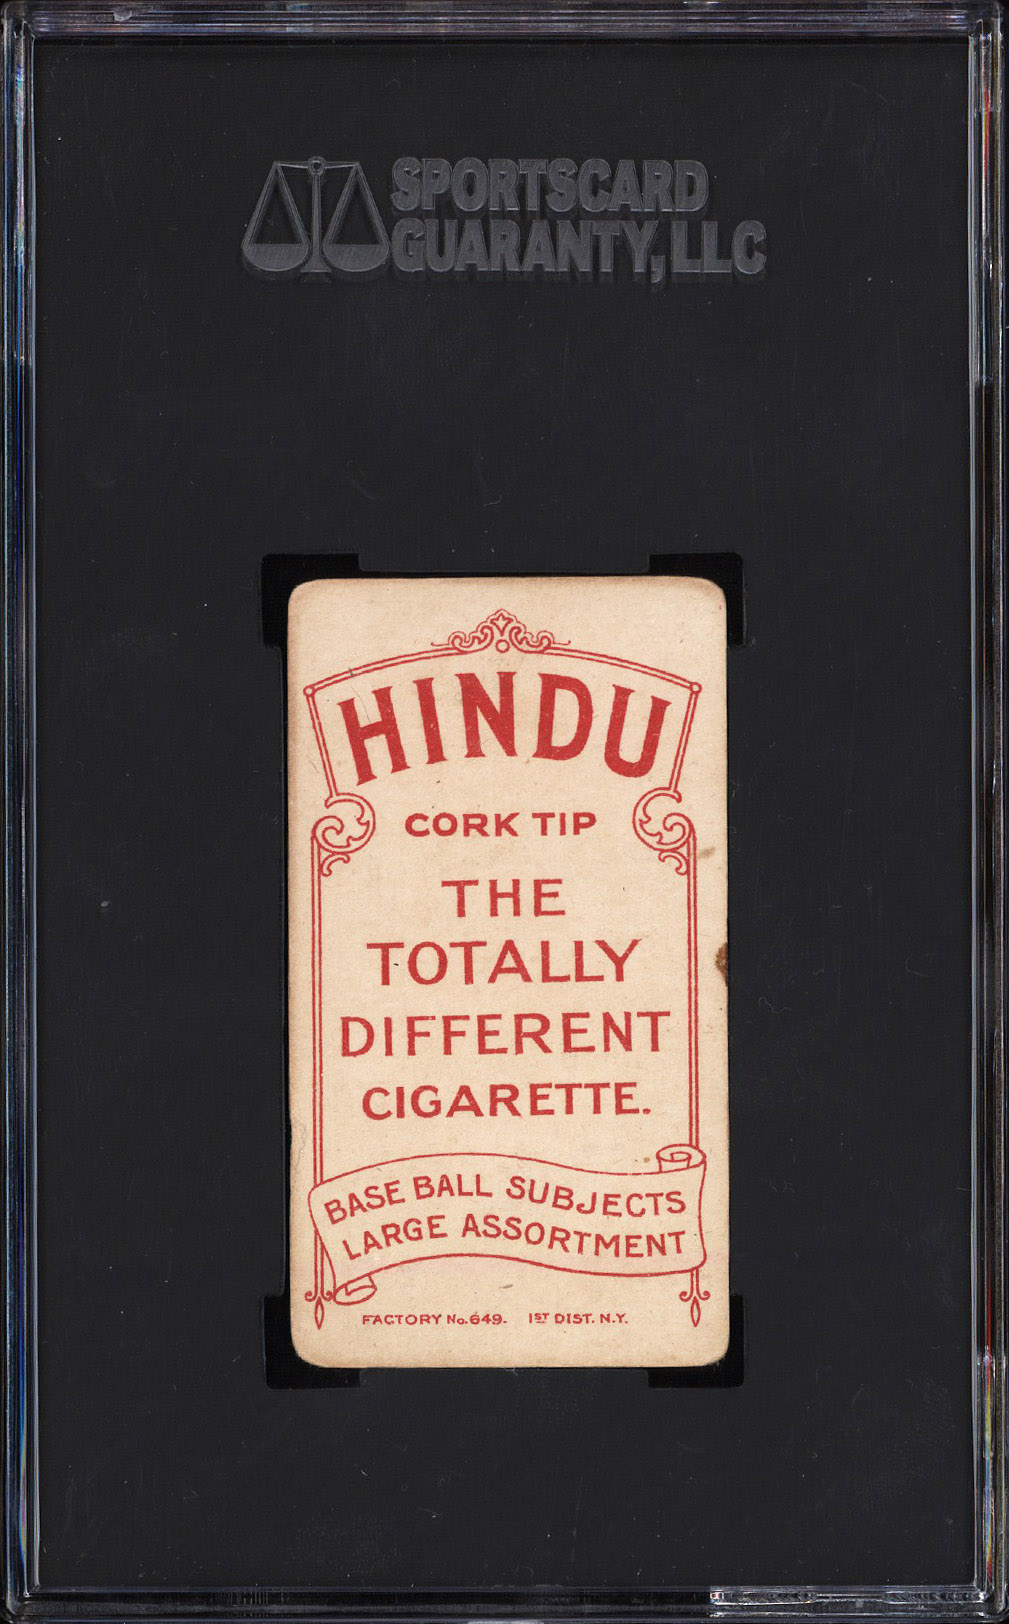 SPORTSCARD
GUARANTY, LLC
HINDU
CORK TIP
THE
TOTALLY
DIFFERENT
CIGARETTE.
BASE BALL SUBJECTS
LARGE ASSORTMENT
FACTORY No. 649. 1ST DIST. N.Y.